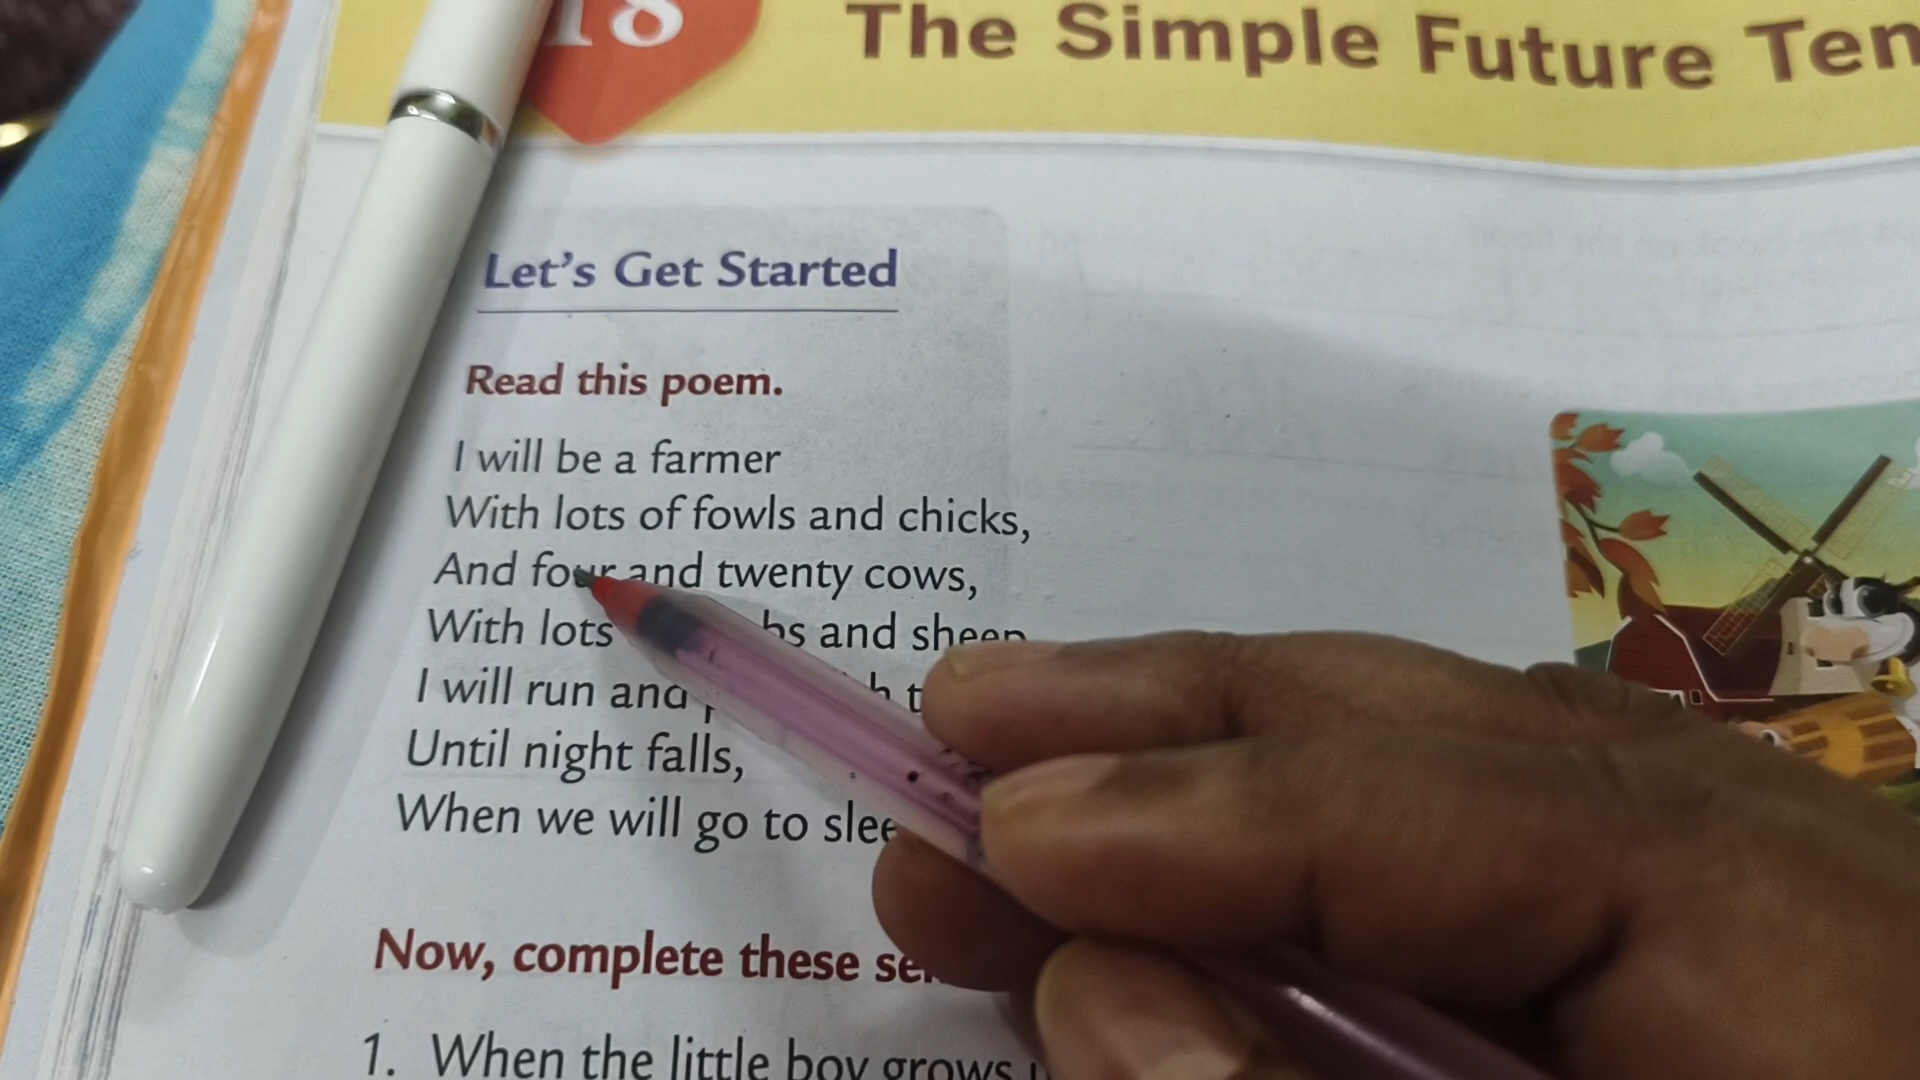 18
The Simple Future Ten
Let's Get Started
Read this poem.
I will be a farmer
With lots of fowls and chicks,
And four and twenty cows,
With lots and sheep
I will run and
Until night falls,
When we will go to slee
Now, complete these se
1. When the little boy grows